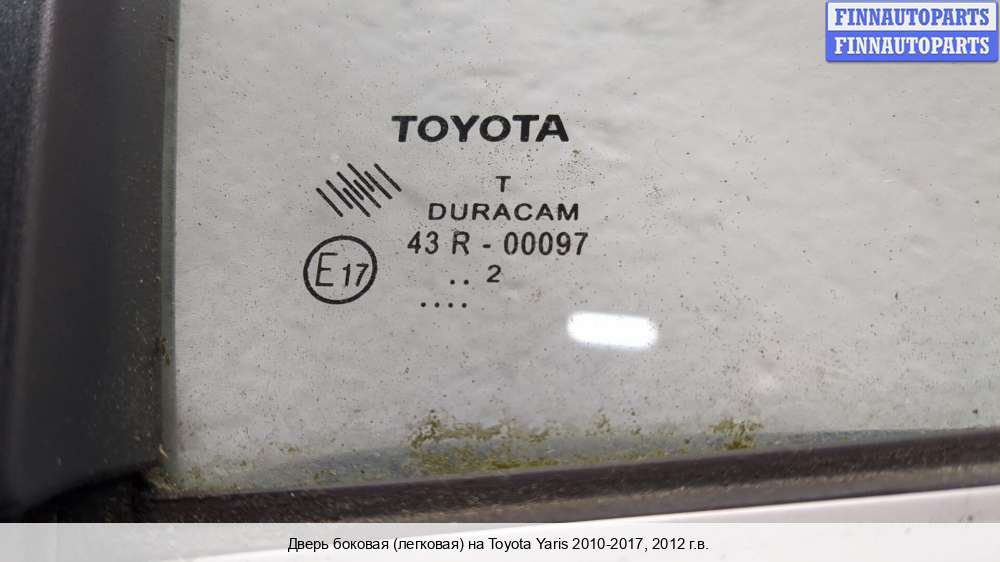 FINNAUTOPARTS
FINNAUTOPARTS
TOYOTA
T
DURACAM
43 R - 00097
E17
.. 2
....
Дверь боковая (легковая) на Toyota Yaris 2010-2017, 2012 г.в.